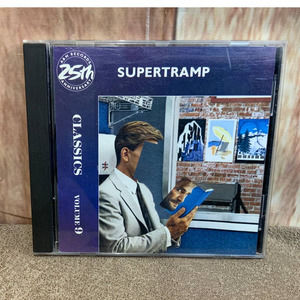 A&M RECORDS
25th
ANNIVERSARY
SUPERTRAMP
CLASSICS
VOLUME 9